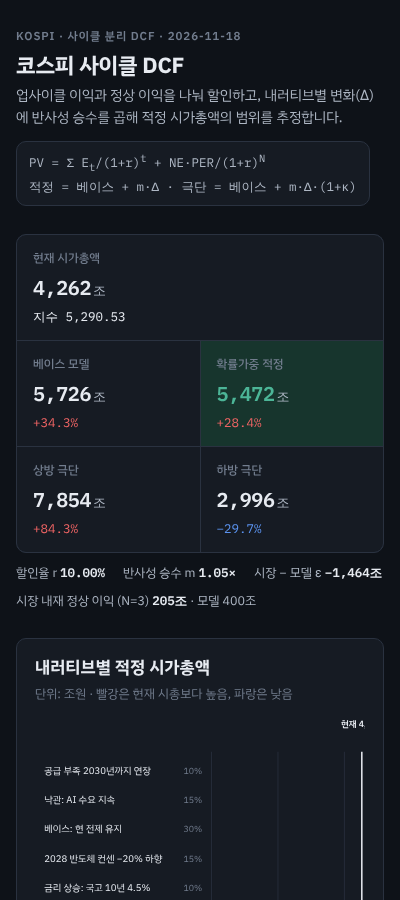 KOSPI · 사이클 분리 DCF · 2026-11-18
코스피 사이클 DCF
업사이클 이익과 정상 이익을 나눠 할인하고, 내러티브별 변화(Δ)
에 반사성 승수를 곱해 적정 시가총액의 범위를 추정합니다.
PV = Σ Et/(1+r)t + NE·PER/(1+r)N
적정 = 베이스 + m·Δ · 극단 = 베이스 + m·Δ·(1+κ)
현재 시가총액
4,262조
지수 5,290.53
베이스 모델
5,726조
+34.3%
확률가중 적정
5,472조
+28.4%
상방 극단
7,854조
+84.3%
하방 극단
2,996조
−29.7%
할인율 r 10.00% 반사성 승수 m 1.05× 시장 − 모델 ε −1,464조
시장 내재 정상 이익 (N=3) 205조 · 모델 400조
내러티브별 적정 시가총액
단위: 조원 · 빨강은 현재 시총보다 높음, 파랑은 낮음
현재 4.
공급 부족 2030년까지 연장 10%
낙관: AI 수요 지속 15%
베이스: 현 전제 유지 30%
2028 반도체 컨센 −20% 하향 15%
금리 상승: 국고 10년 4.5% 10%